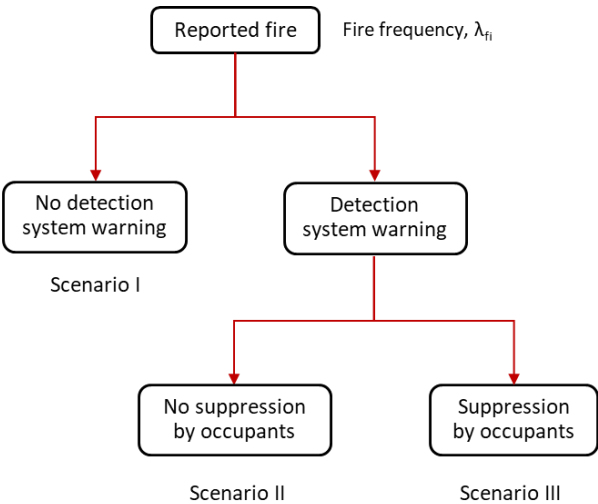 Reported fire
Fire frequency, λfi
No detection
system warning
Detection
system warning
Scenario I
No suppression
by occupants
Suppression
by occupants
Scenario II
Scenario III